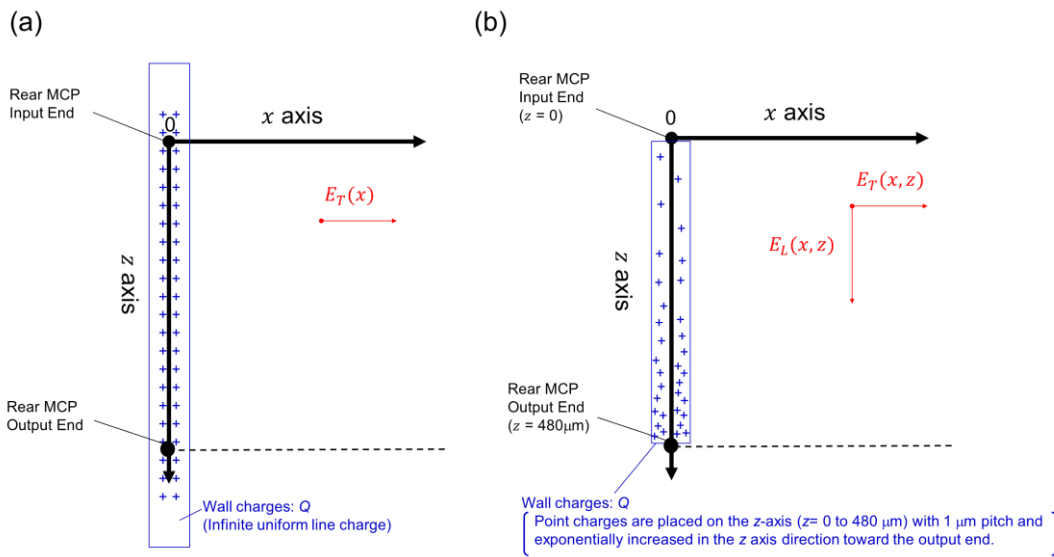 (a)
Rear MCP
Input End
0
x axis
E_T(x)
z axis
Rear MCP
Output End
Wall charges: Q
(Infinite uniform line charge)
(b)
Rear MCP
Input End
(z = 0)
0
x axis
E_T(x, z)
E_L(x, z)
z axis
Rear MCP
Output End
(z = 480μm)
Wall charges: Q
Point charges are placed on the z-axis (z= 0 to 480 μm) with 1 μm pitch and
exponentially increased in the z axis direction toward the output end.